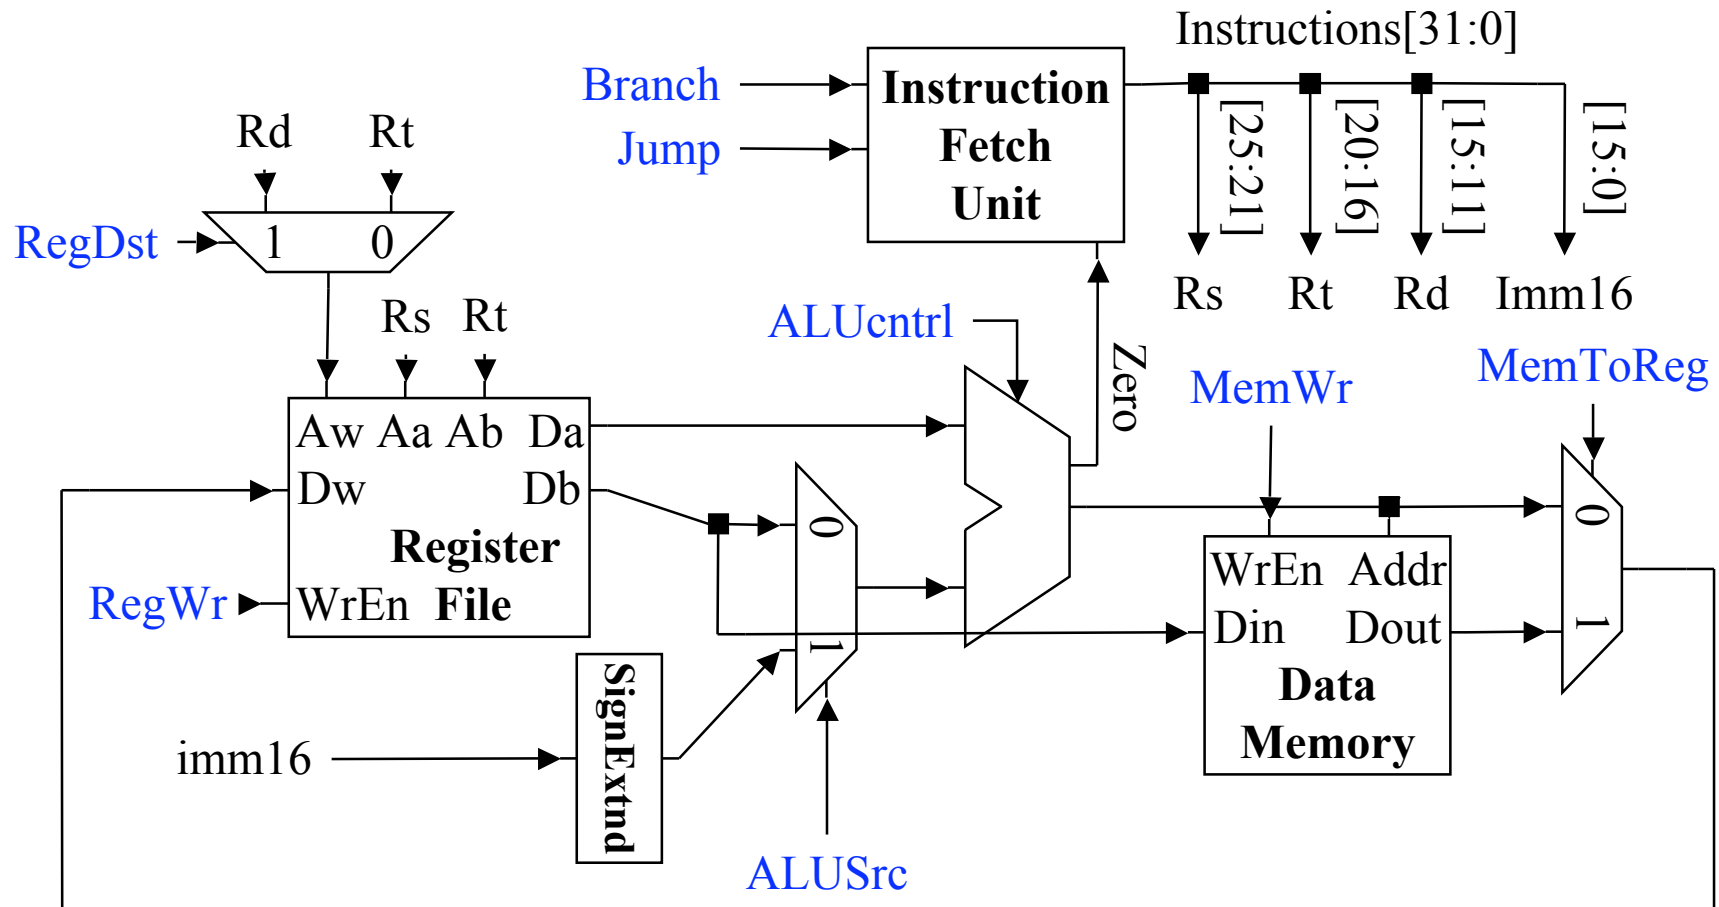 Instructions[31:0]
Branch
Jump
Instruction
Fetch
Unit
[25:21]
[20:16]
[15:11]
[15:0]
Rs
Rt
Rd
Imm16
Rd
Rt
RegDst
1
0
Rs
Rt
ALUcntrl
Zero
MemWr
MemToReg
Aw Aa Ab Da
Dw
Db
Register
File
RegWr
WrEn
0
1
WrEn Addr
Din Dout
Data
Memory
0
1
SignExtnd
imm16
ALUSrc